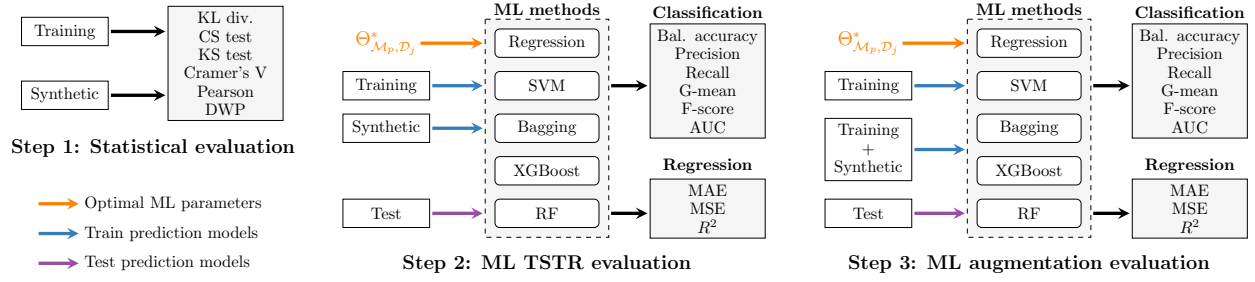 Training
Synthetic
KL div.
CS test
KS test
Cramer's V
Pearson
DWP
Step 1: Statistical evaluation
Optimal ML parameters
Train prediction models
Test prediction models
ML methods
Θ*_{M_p,D_j}
Training
Synthetic
Test
Regression
SVM
Bagging
XGBoost
RF
Classification
Bal. accuracy
Precision
Recall
G-mean
F-score
AUC
Regression
MAE
MSE
R²
Step 2: ML TSTR evaluation
ML methods
Θ*_{M_p,D_j}
Training
Training
+
Synthetic
Test
Regression
SVM
Bagging
XGBoost
RF
Classification
Bal. accuracy
Precision
Recall
G-mean
F-score
AUC
Regression
MAE
MSE
R²
Step 3: ML augmentation evaluation